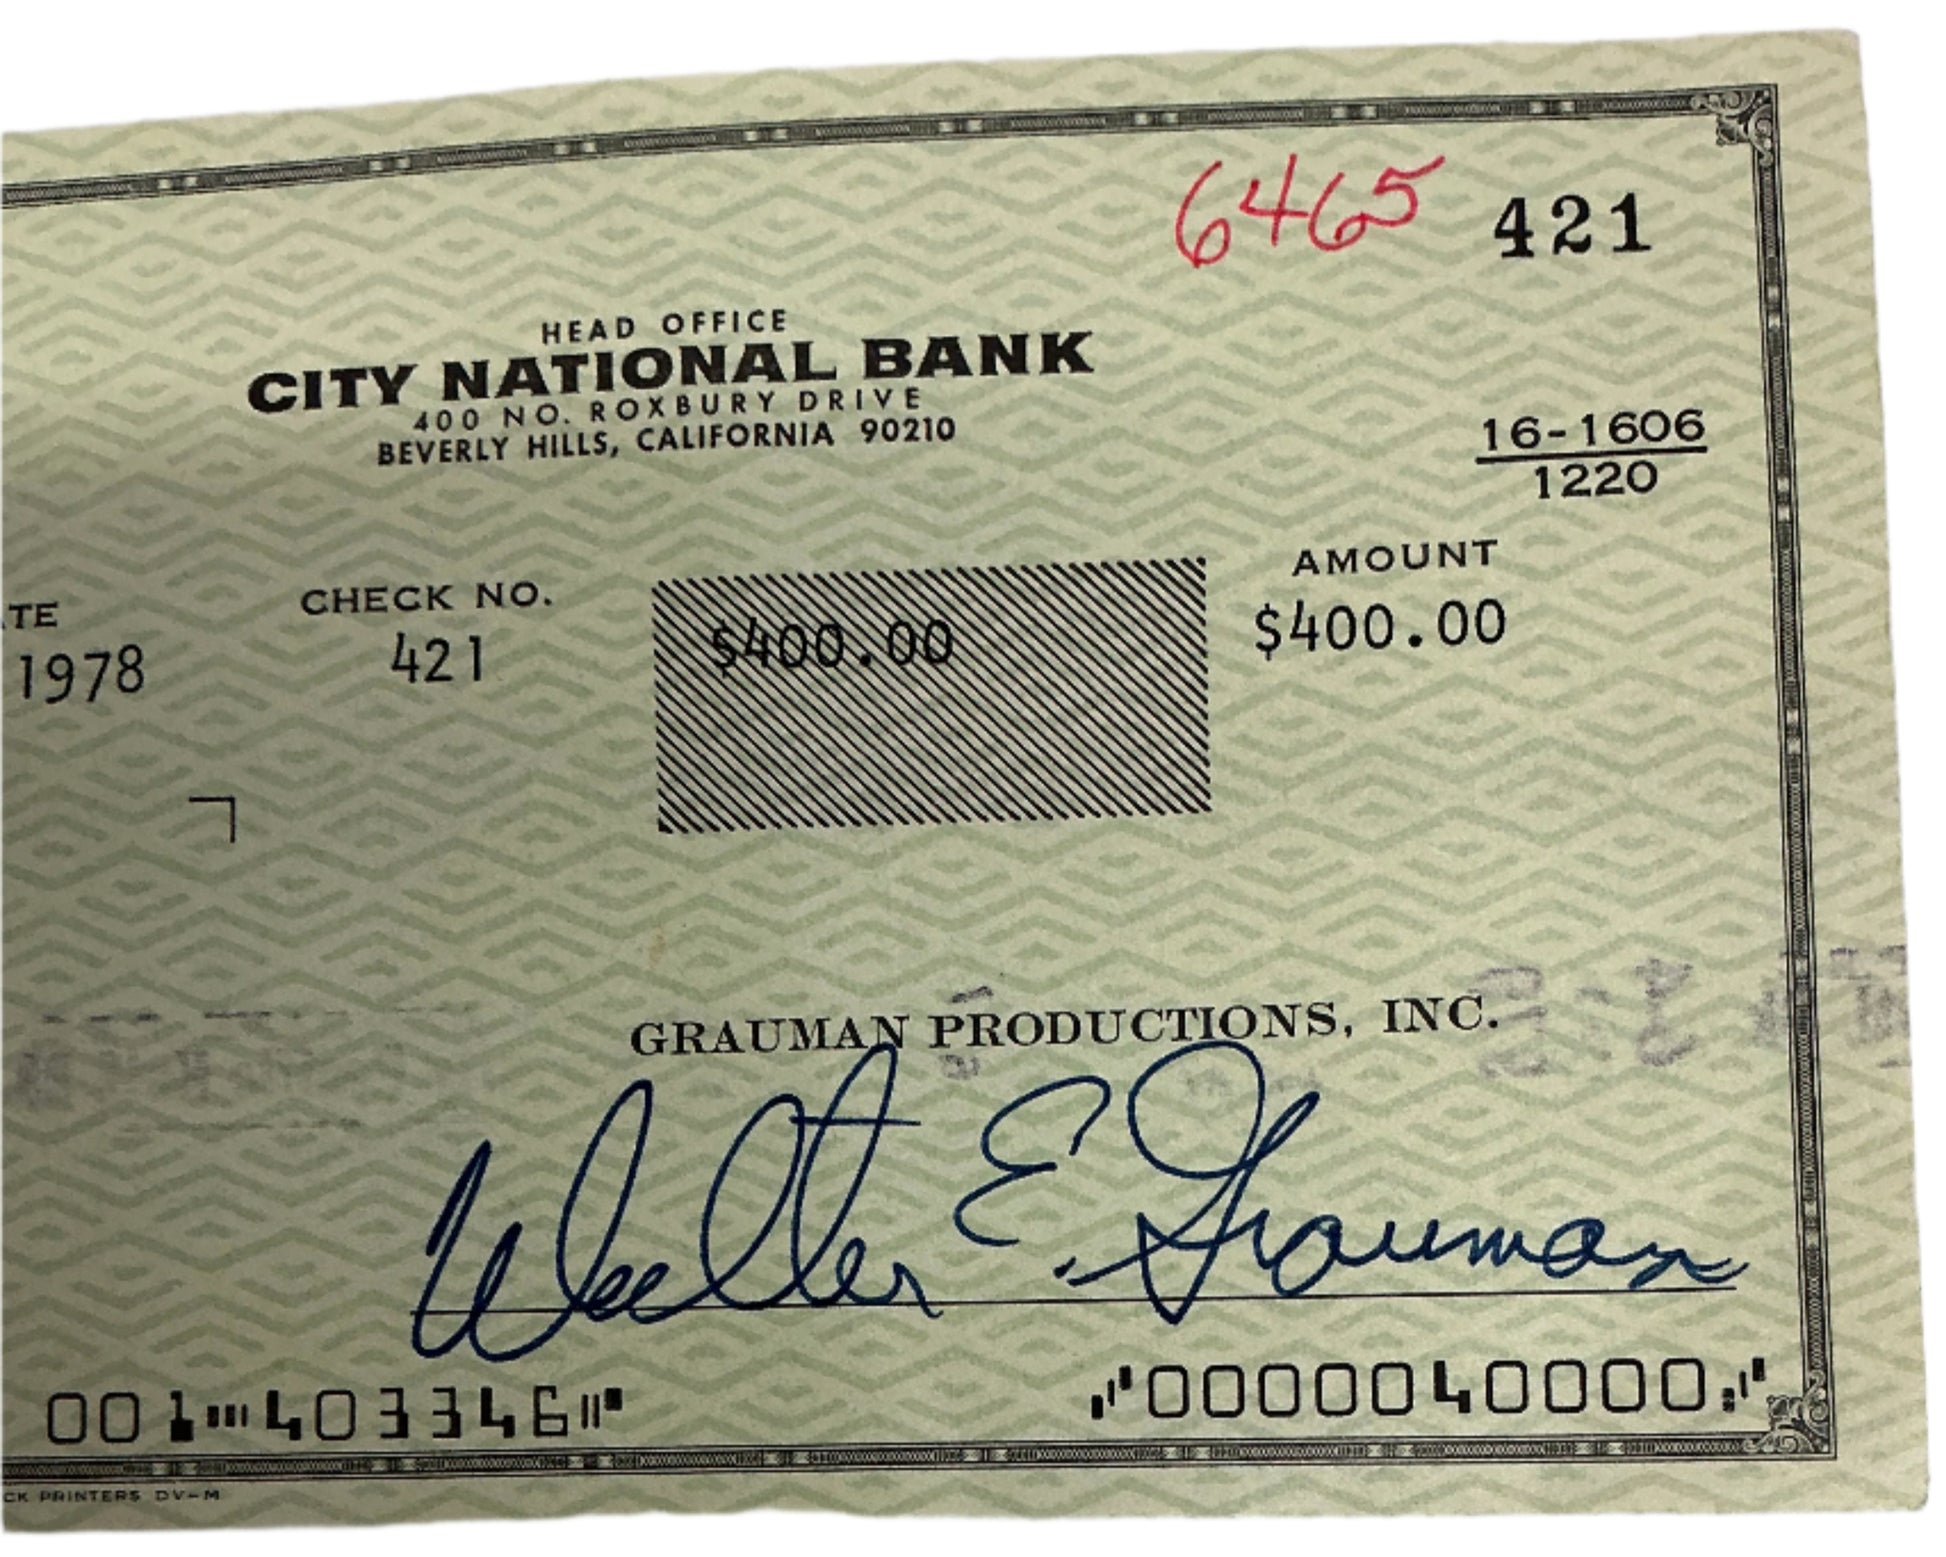 6465 421
HEAD OFFICE
CITY NATIONAL BANK
400 NO. ROXBURY DRIVE
BEVERLY HILLS, CALIFORNIA 90210
16-1606
1220
TE CHECK NO. AMOUNT
1978 421 $400.00 $400.00
GRAUMAN PRODUCTIONS, INC.
Walter E. Grauman
001⑉403346⑈ ⑈0000040000⑈
CK PRINTERS DV-M